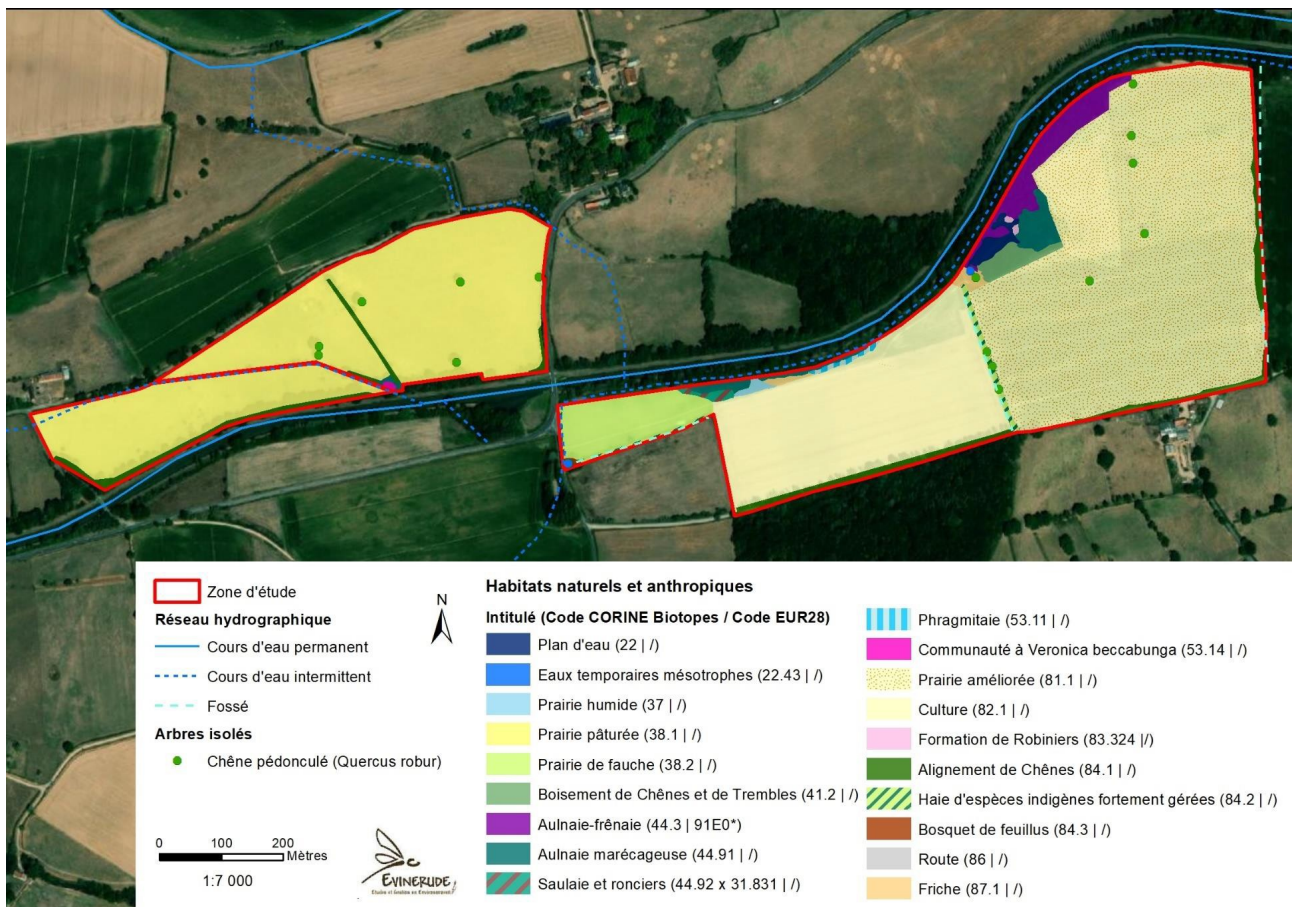 Zone d'étude
Réseau hydrographique
Cours d'eau permanent
Cours d'eau intermittent
Fossé
Arbres isolés
Chêne pédonculé (Quercus robur)
N
0 100 200
Mètres
1:7 000
EVINERUDE
Etudes et Gestion en Environnement
Habitats naturels et anthropiques
Intitulé (Code CORINE Biotopes / Code EUR28)
Plan d'eau (22 | /)
Eaux temporaires mésotrophes (22.43 | /)
Prairie humide (37 | /)
Prairie pâturée (38.1 | /)
Prairie de fauche (38.2 | /)
Boisement de Chênes et de Trembles (41.2 | /)
Aulnaie-frênaie (44.3 | 91E0*)
Aulnaie marécageuse (44.91 | /)
Saulaie et ronciers (44.92 x 31.831 | /)
Phragmitaie (53.11 | /)
Communauté à Veronica beccabunga (53.14 | /)
Prairie améliorée (81.1 | /)
Culture (82.1 | /)
Formation de Robiniers (83.324 |/)
Alignement de Chênes (84.1 | /)
Haie d'espèces indigènes fortement gérées (84.2 | /)
Bosquet de feuillus (84.3 | /)
Route (86 | /)
Friche (87.1 | /)